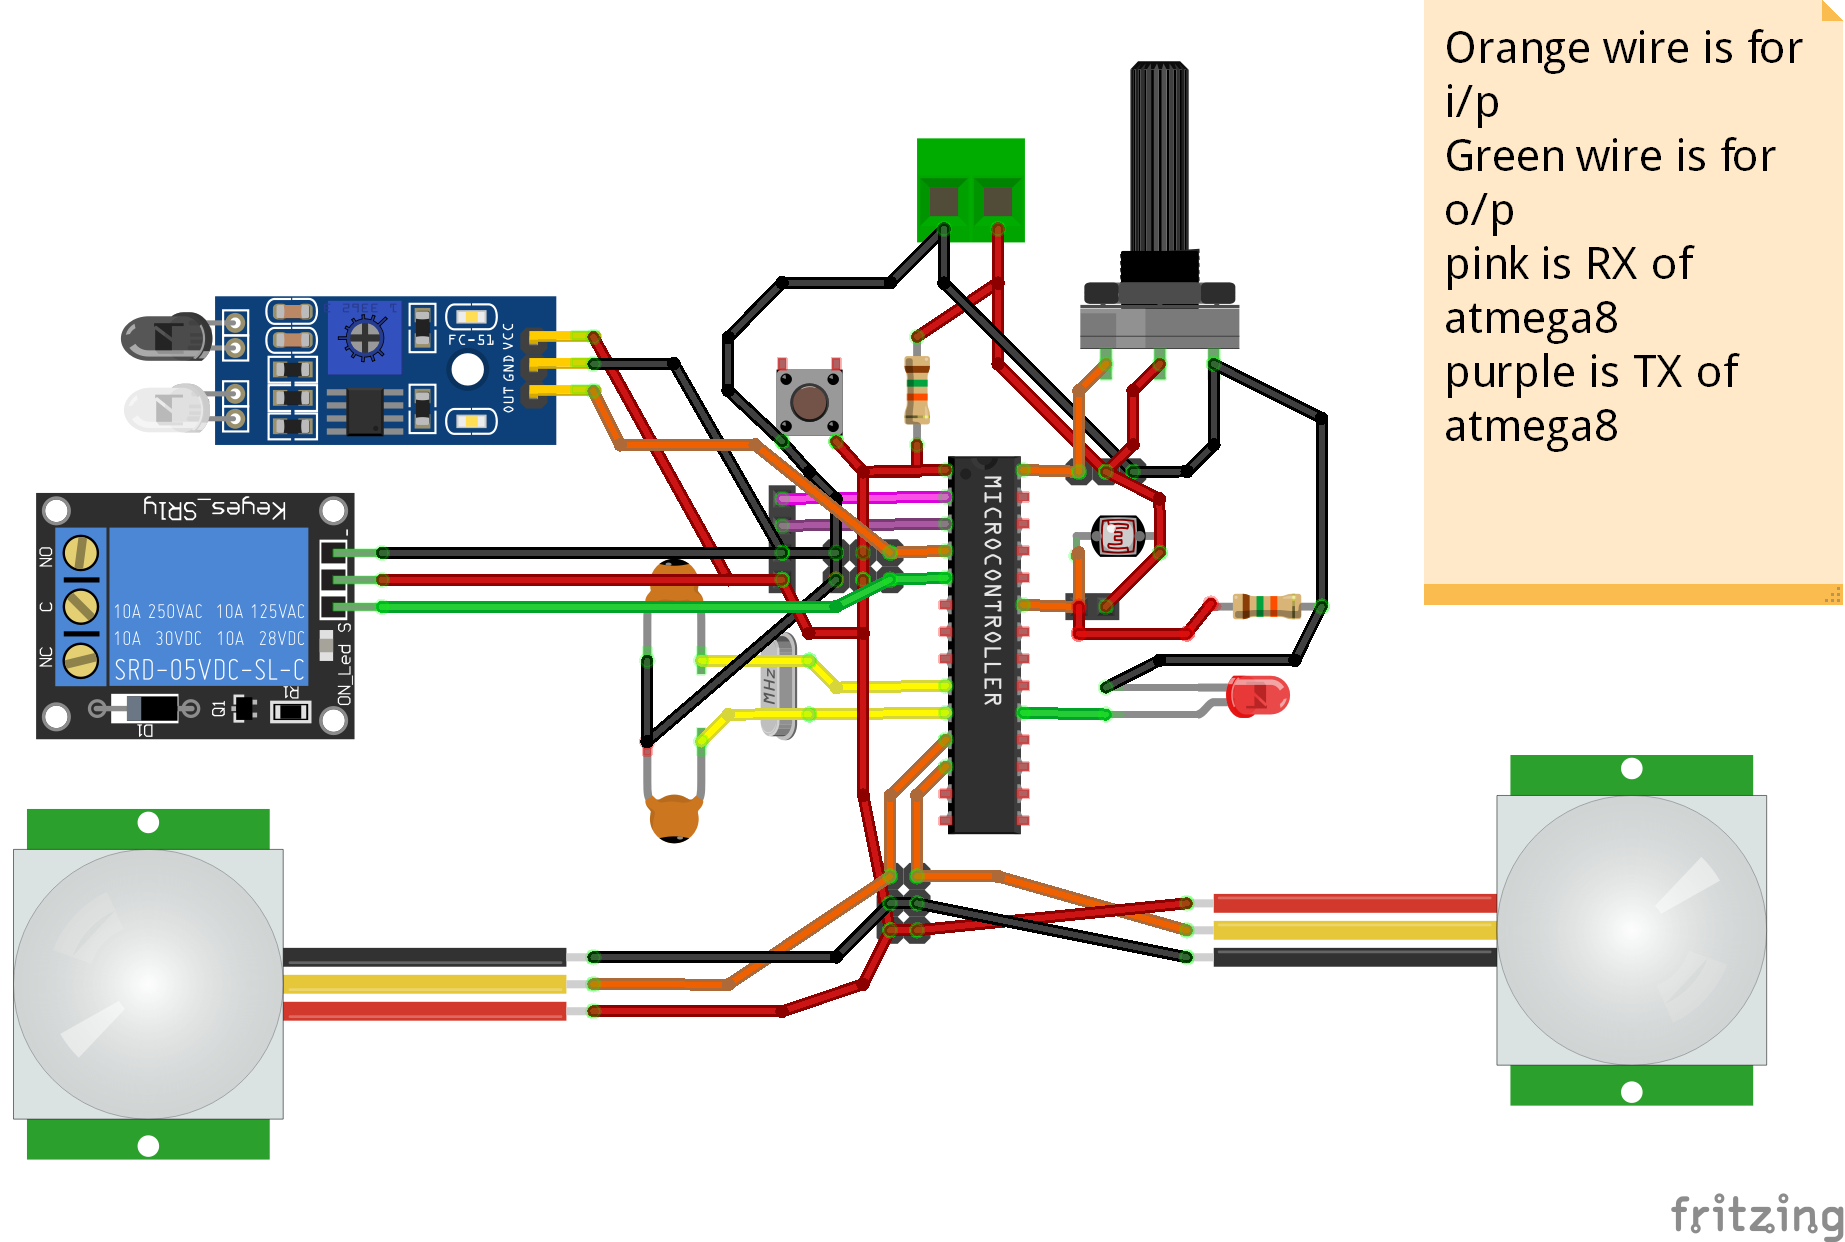 Orange wire is for
i/p
Green wire is for
o/p
pink is RX of
atmega8
purple is TX of
atmega8
FC-51
OUT GND VCC
Keyes_SR1y
-
NO
C
NC
10A 250VAC 10A 125VAC
10A 30VDC 10A 28VDC
SRD-05VDC-SL-C
S
ON_Led
D1
Q1
R1
MHz
MICROCONTROLLER
fritzing